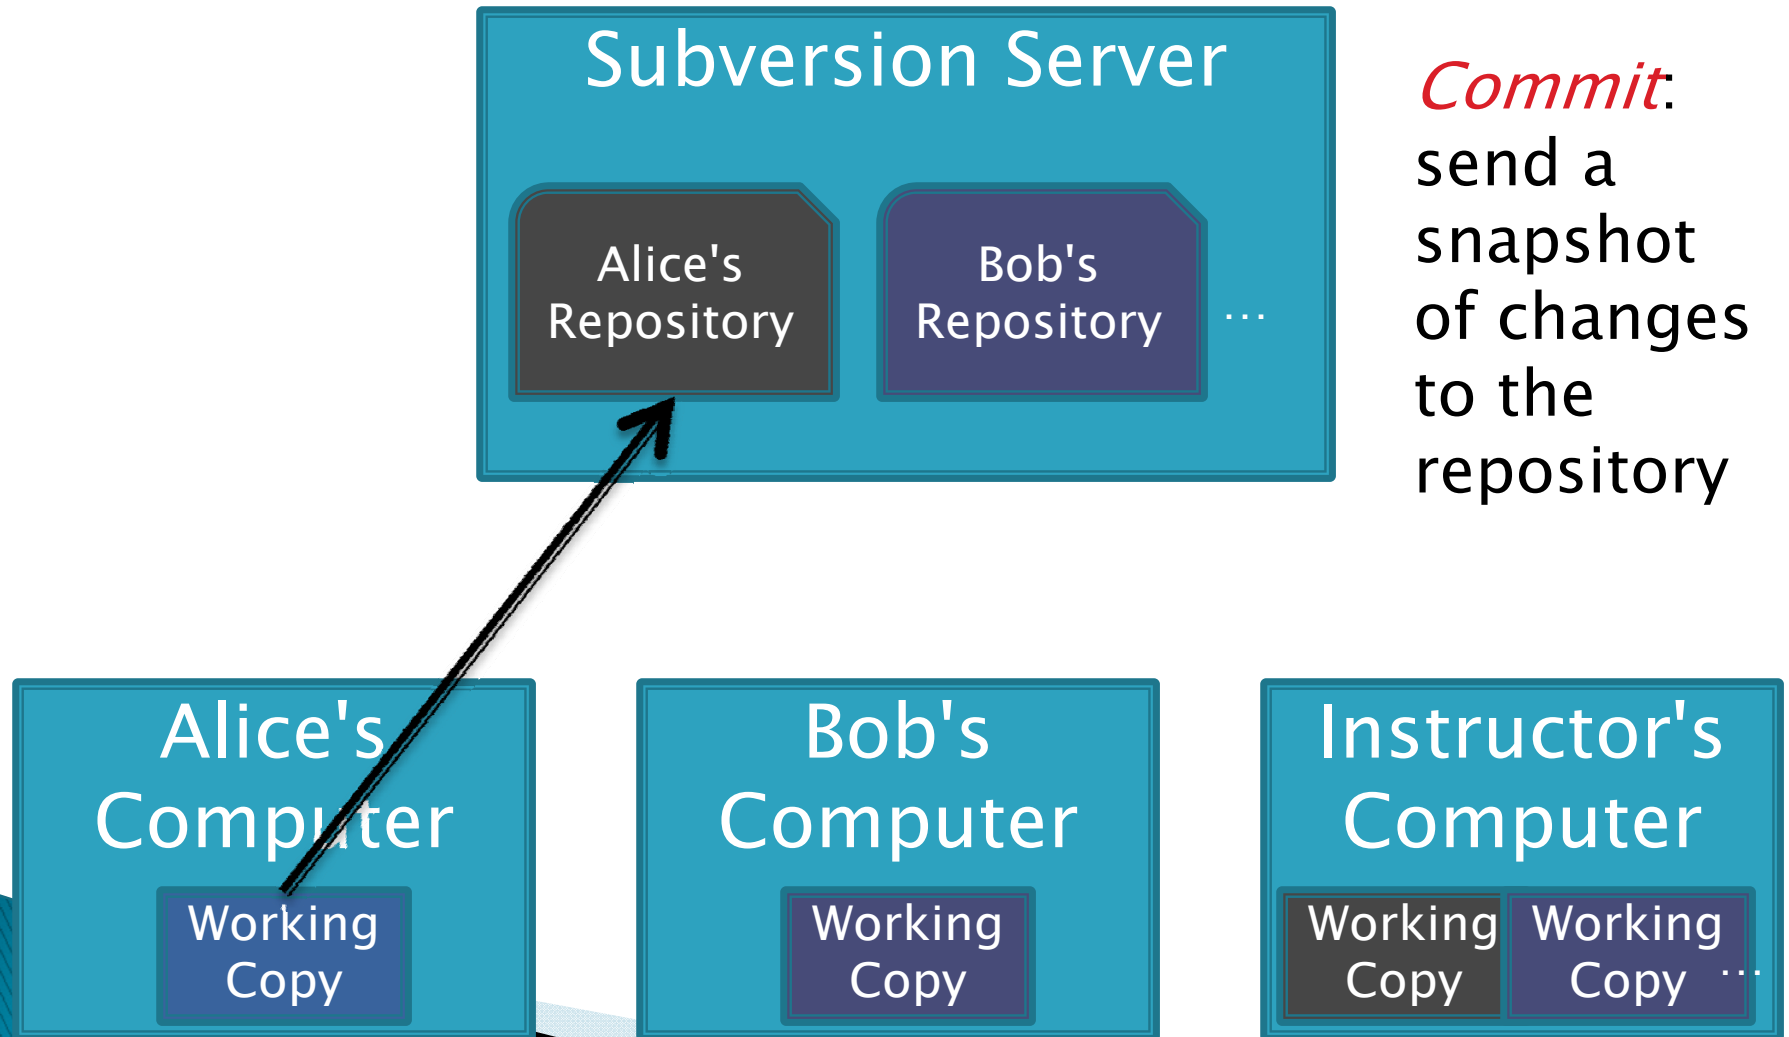 Subversion Server
Alice's
Repository
Bob's
Repository
...
Commit:
send a
snapshot
of changes
to the
repository
Alice's
Computer
Working
Copy
Bob's
Computer
Working
Copy
Instructor's
Computer
Working
Copy
Working
Copy
...